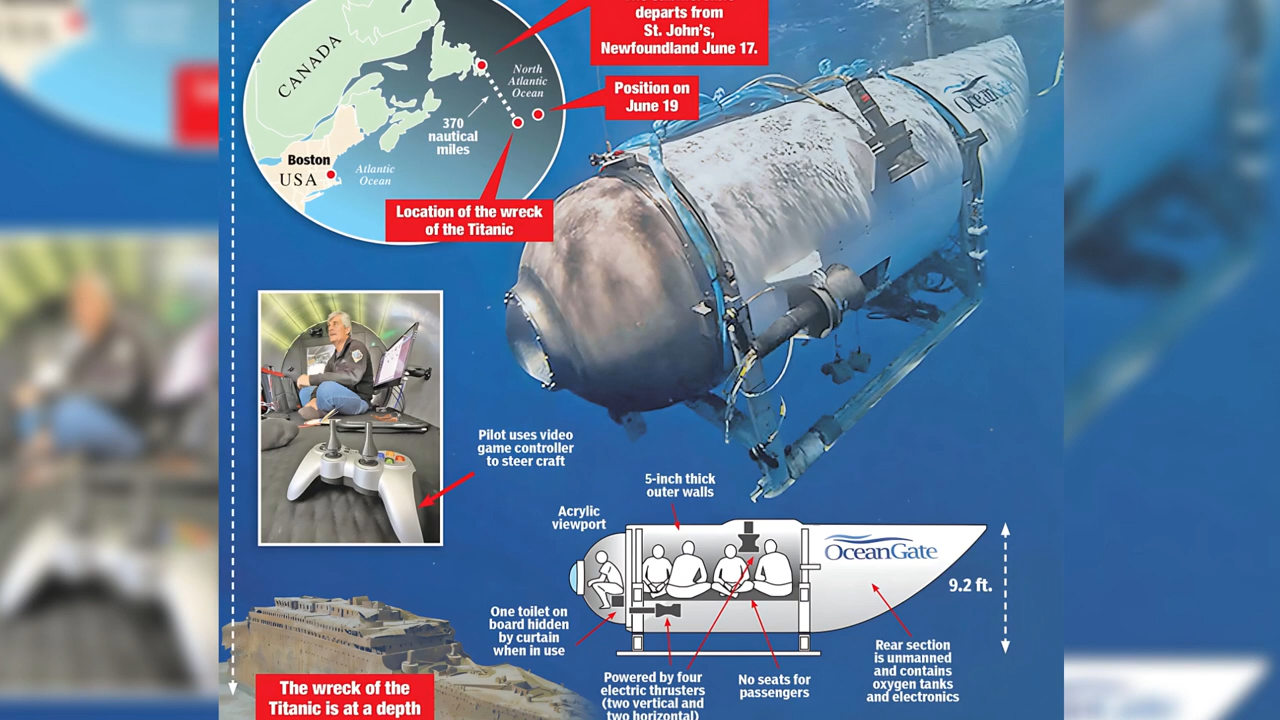 departs from
St. John's,
Newfoundland June 17.
CANADA
North
Atlantic
Ocean
Position on
June 19
370
nautical
miles
Boston
USA
Atlantic
Ocean
Location of the wreck
of the Titanic
OceanGate
Pilot uses video
game controller
to steer craft
5-inch thick
outer walls
Acrylic
viewport
OceanGate
9.2 ft.
One toilet on
board hidden
by curtain
when in use
Powered by four
electric thrusters
(two vertical and
two horizontal)
No seats for
passengers
Rear section
is unmanned
and contains
oxygen tanks
and electronics
The wreck of the
Titanic is at a depth